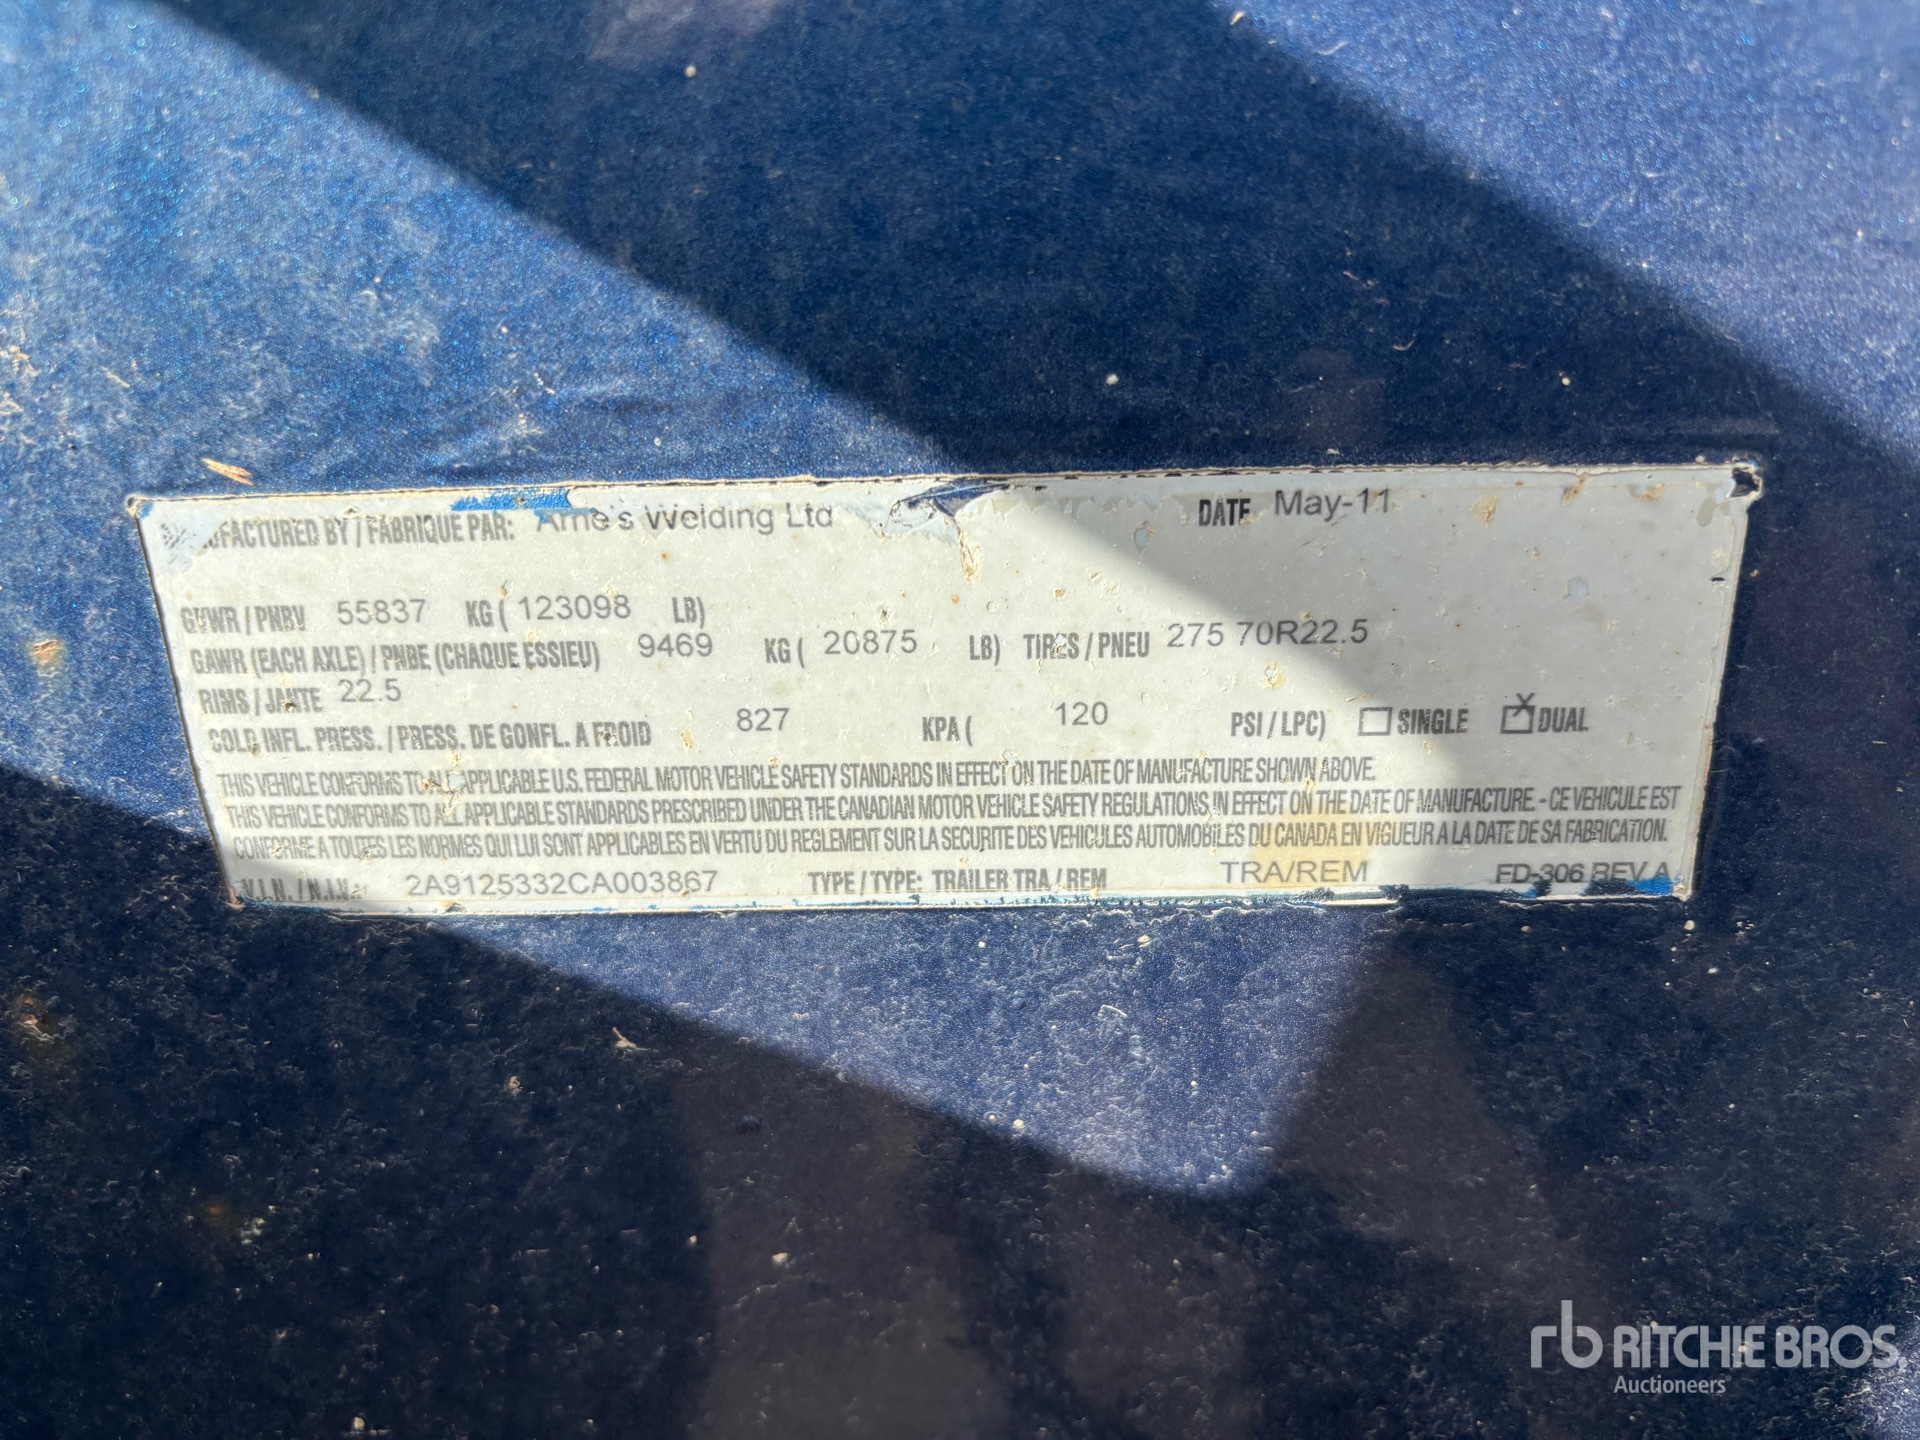 MANUFACTURED BY / FABRIQUE PAR: Arne's Welding Ltd DATE May-11
GVWR / PNBV 55837 KG ( 123098 LB)
GAWR (EACH AXLE) / PNBE (CHAQUE ESSIEU) 9469 KG ( 20875 LB) TIRES / PNEU 275 70R22.5
RIMS / JANTE 22.5
COLD INFL. PRESS. / PRESS. DE GONFL. A FROID 827 KPA ( 120 PSI / LPC) ☐ SINGLE ☒ DUAL
THIS VEHICLE CONFORMS TO ALL APPLICABLE U.S. FEDERAL MOTOR VEHICLE SAFETY STANDARDS IN EFFECT ON THE DATE OF MANUFACTURE SHOWN ABOVE.
THIS VEHICLE CONFORMS TO ALL APPLICABLE STANDARDS PRESCRIBED UNDER THE CANADIAN MOTOR VEHICLE SAFETY REGULATIONS IN EFFECT ON THE DATE OF MANUFACTURE. - CE VEHICULE EST
CONFORME A TOUTES LES NORMES QUI LUI SONT APPLICABLES EN VERTU DU REGLEMENT SUR LA SECURITE DES VEHICULES AUTOMOBILES DU CANADA EN VIGUEUR A LA DATE DE SA FABRICATION.
V.I.N. / N.I.V.: 2A9125332CA003867 TYPE / TYPE: TRAILER TRA / REM TRA/REM FD-306 REV A
rb RITCHIE BROS.
Auctioneers